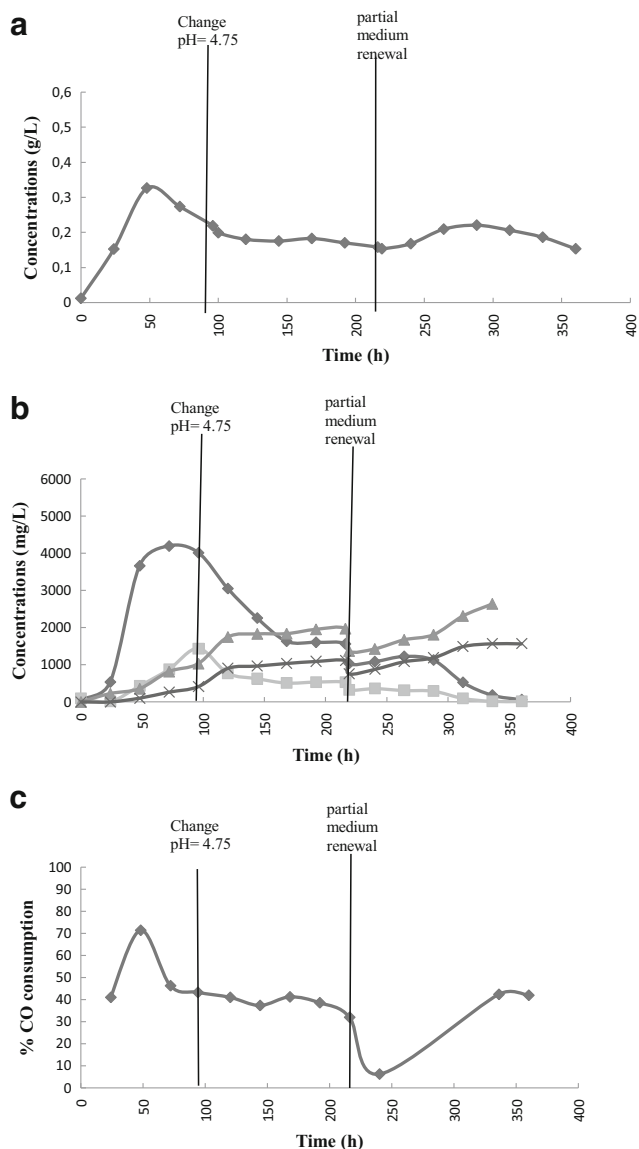 a
Change
pH= 4.75
partial
medium
renewal
0,6
0,5
0,4
0,3
0,2
0,1
0
Concentrations (g/L)
0
50
100
150
200
250
300
350
400
Time (h)
b
Change
pH= 4.75
partial
medium
renewal
6000
5000
4000
3000
2000
1000
0
Concentrations (mg/L)
0
50
100
150
200
250
300
350
400
Time (h)
c
Change
pH= 4.75
partial
medium
renewal
100
90
80
70
60
50
40
30
20
10
0
% CO consumption
0
50
100
150
200
250
300
350
400
Time (h)